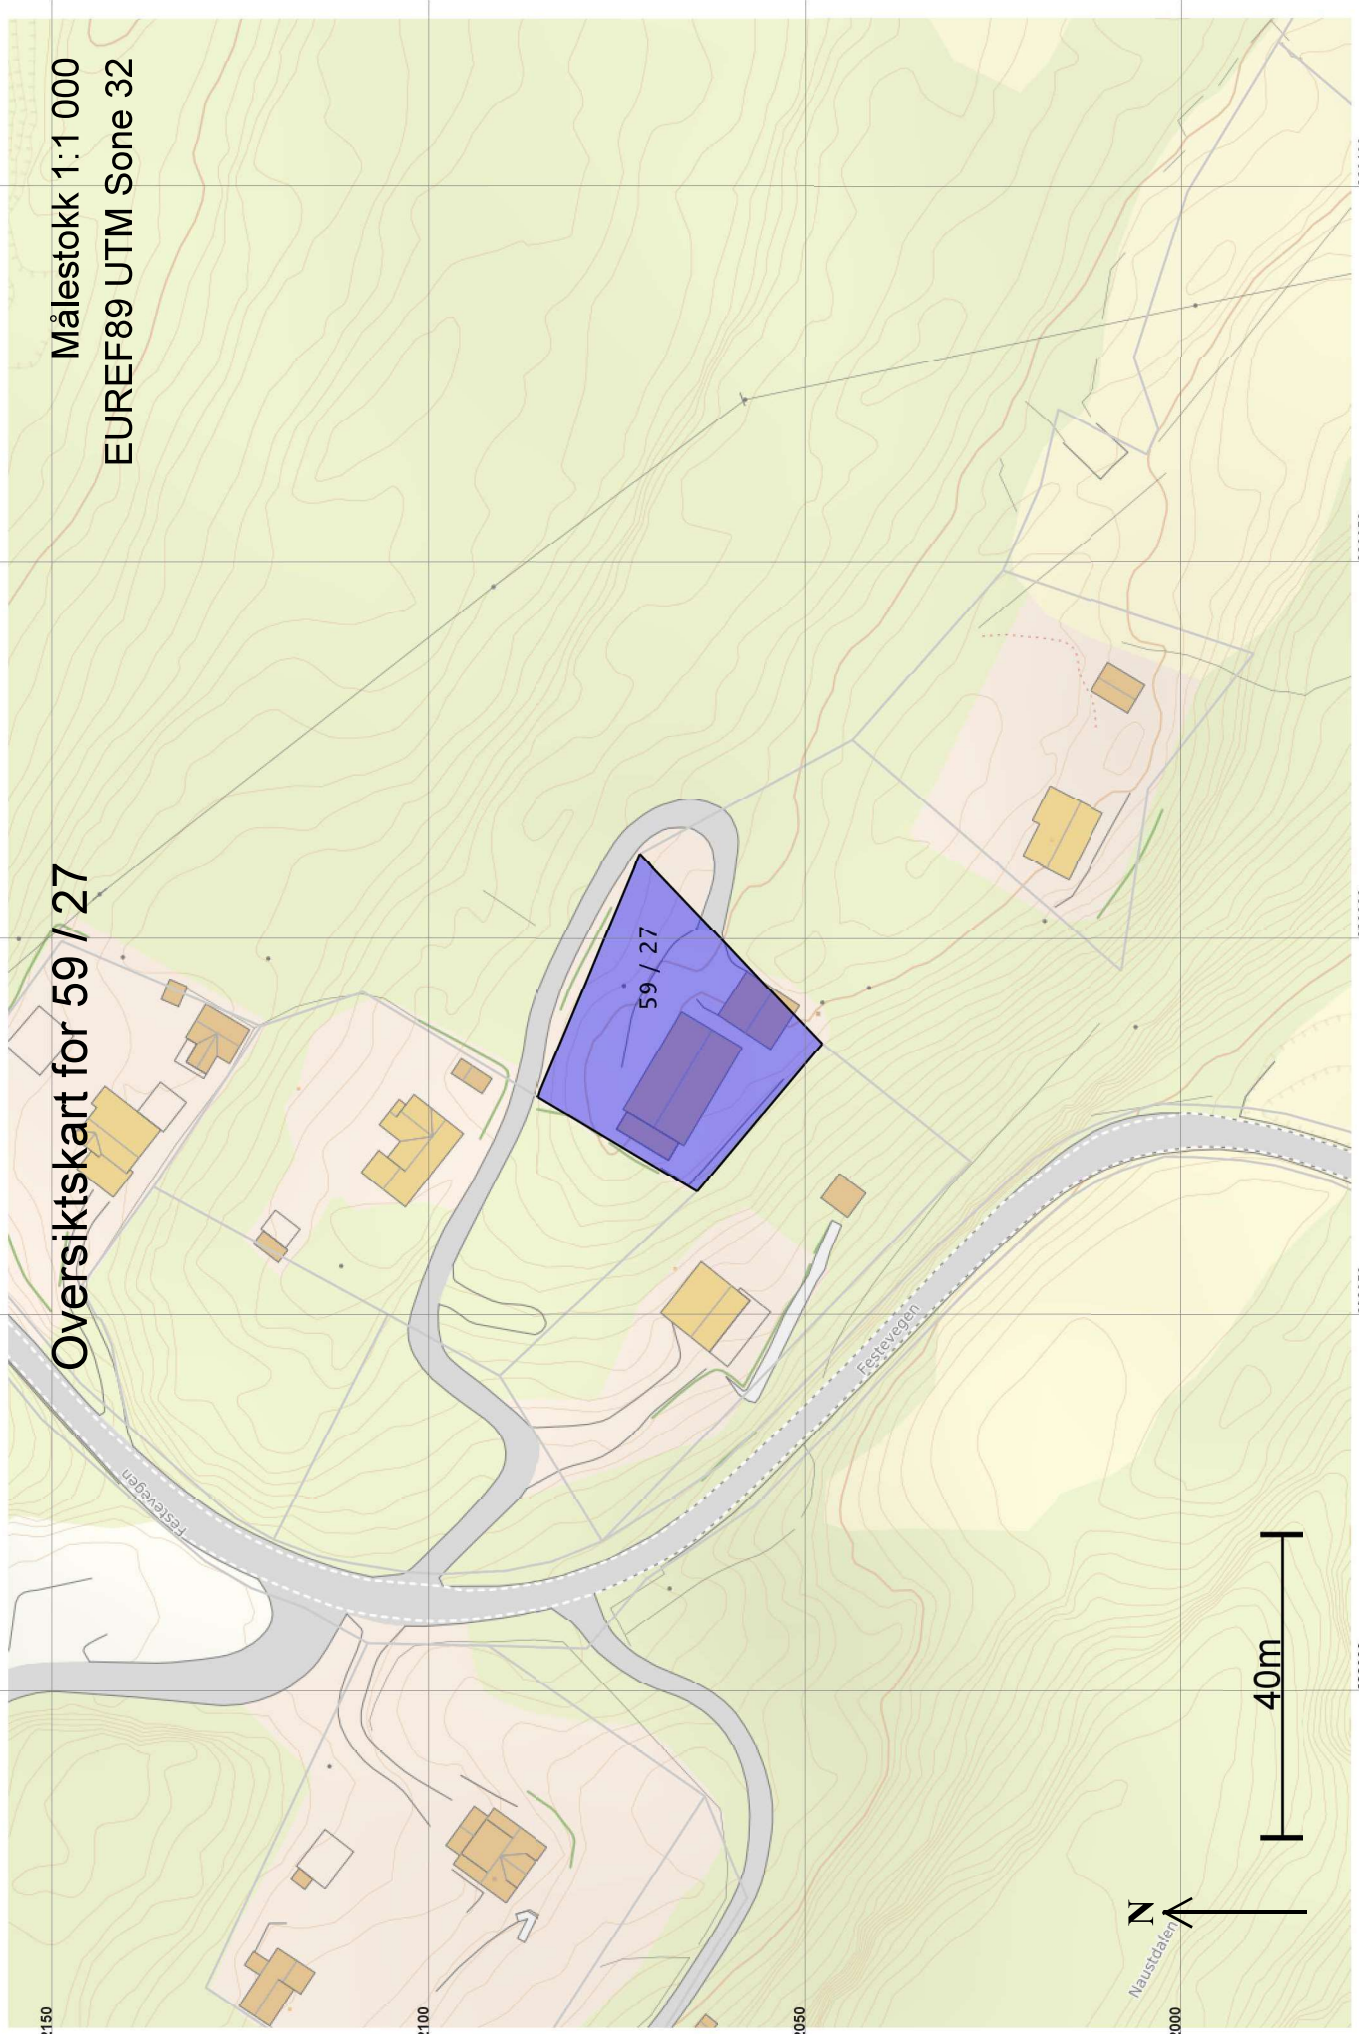 Oversiktskart for 59 / 27
Målestokk 1:1 000
EUREF89 UTM Sone 32
59 / 27
Festevegen
Festevegen
Naustdalen
N
40m
2150
2100
2050
2000